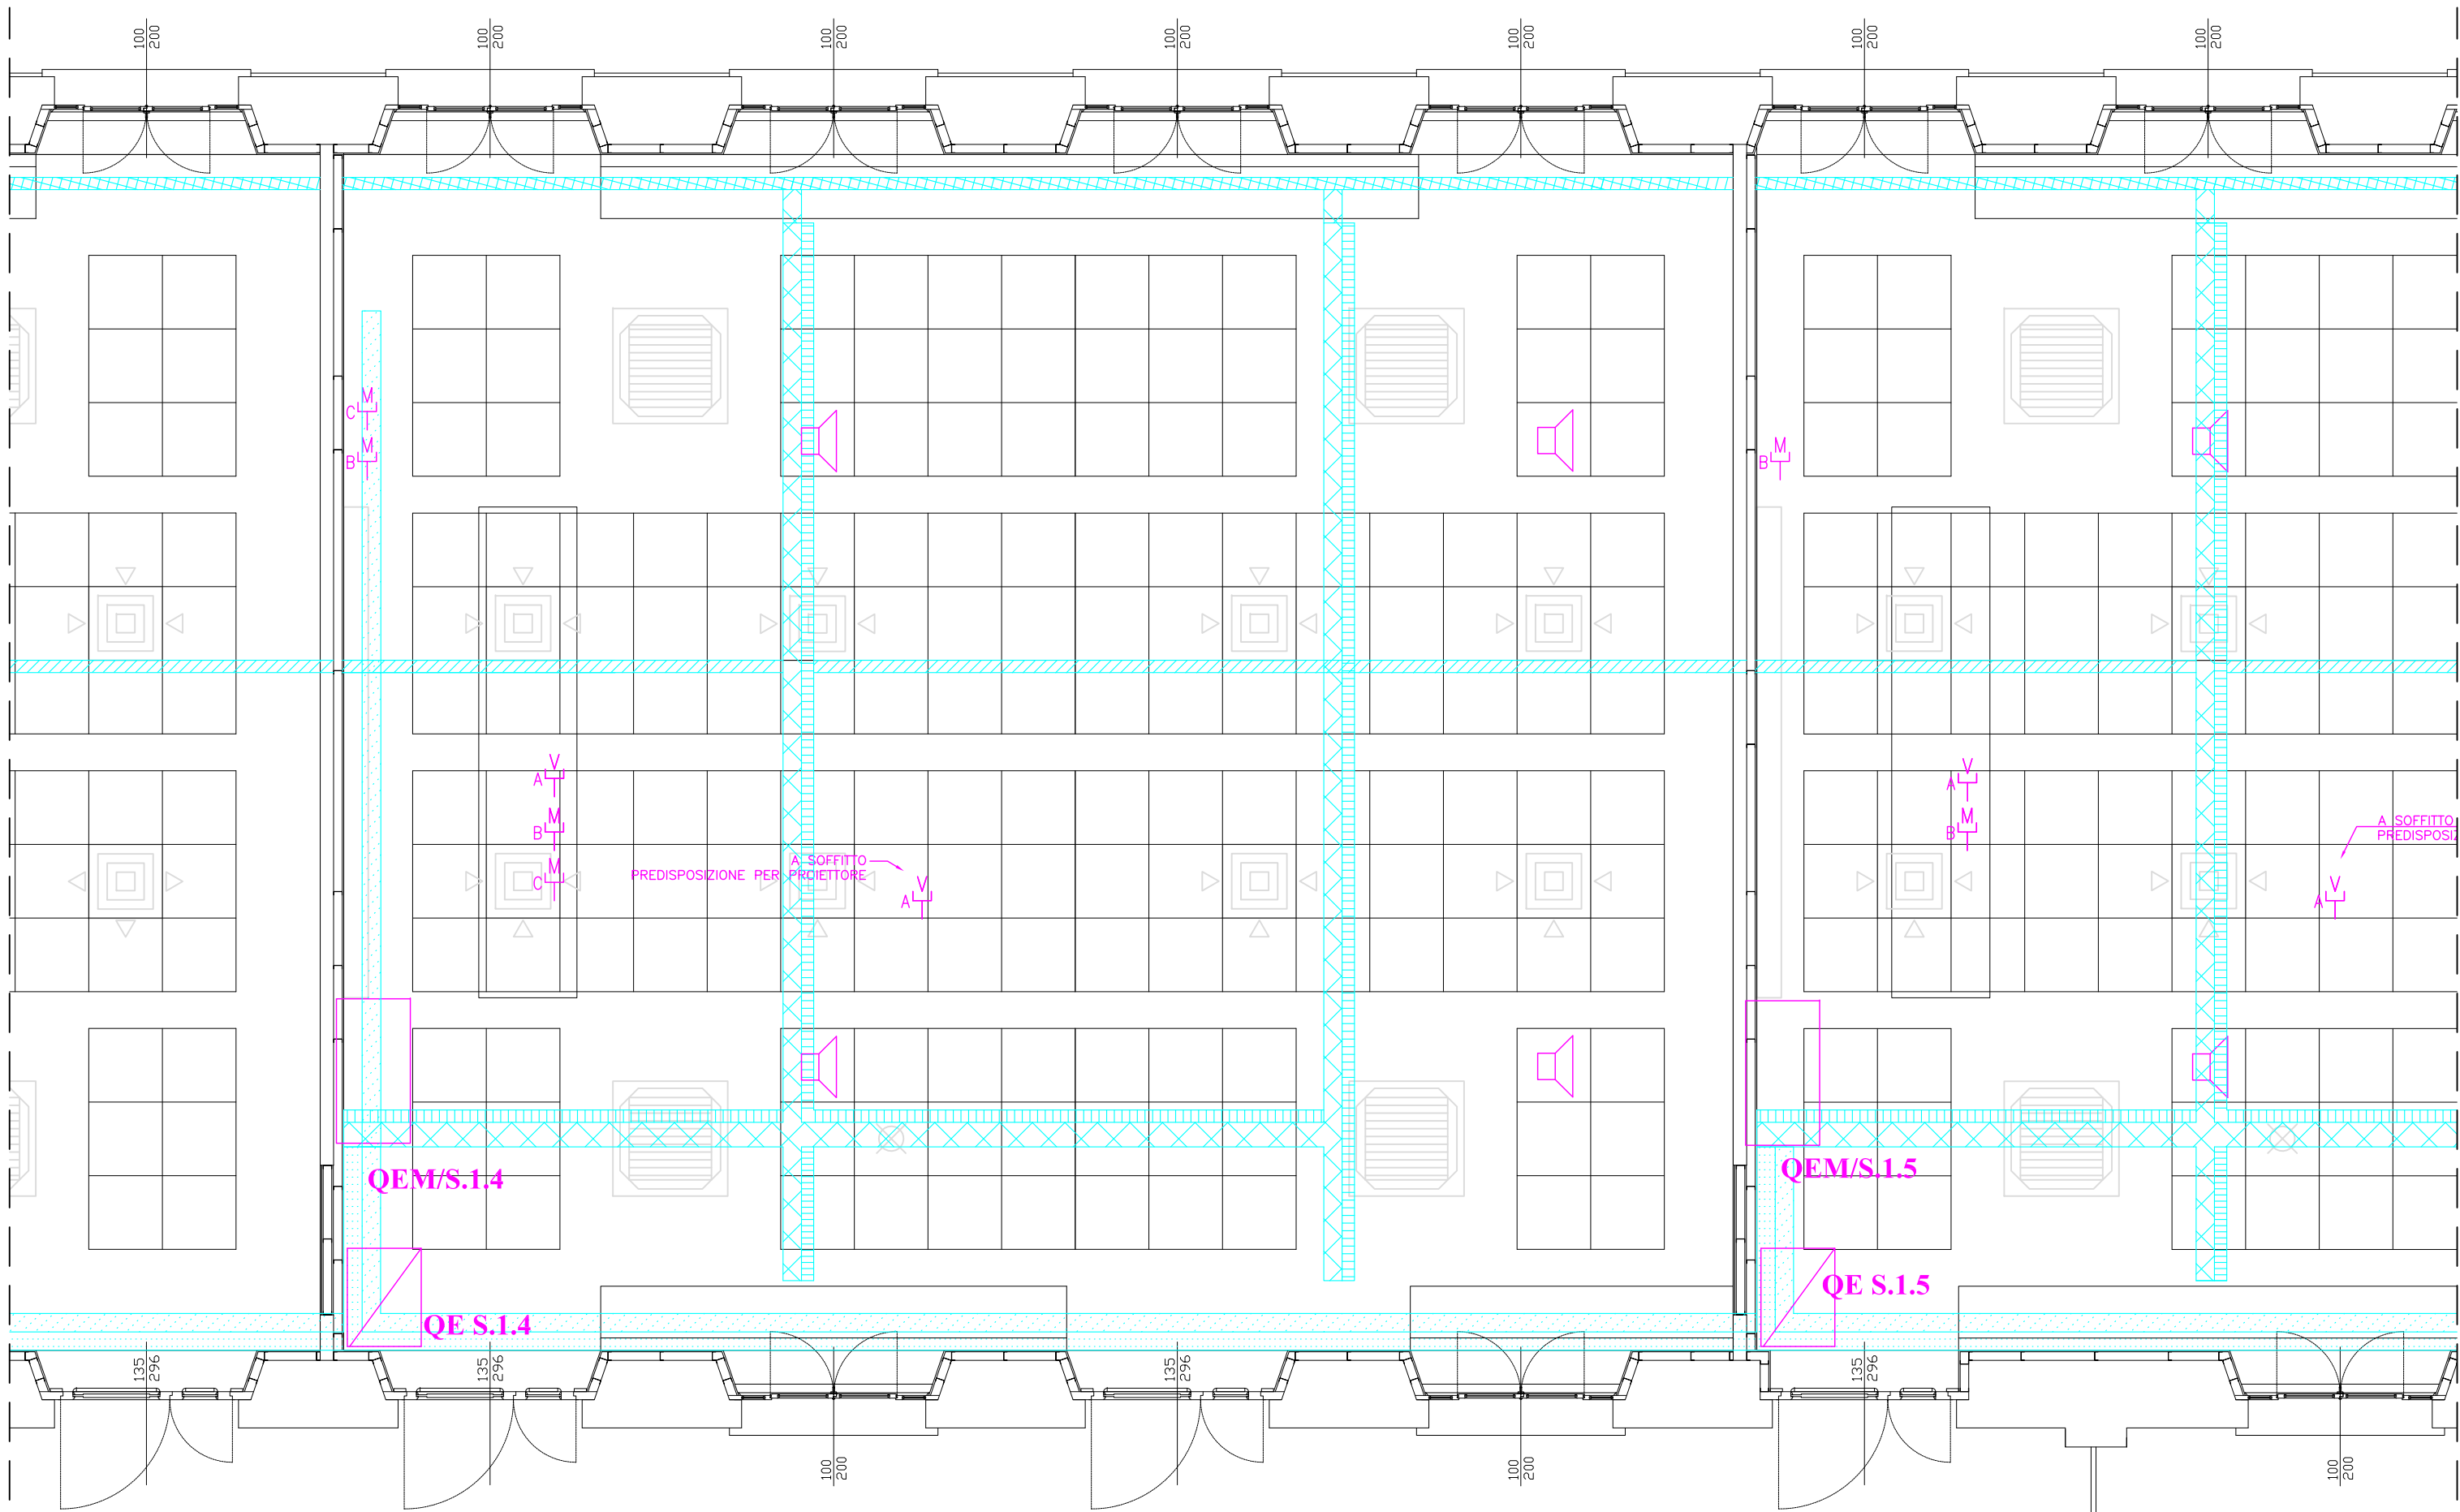 100
200
100
200
100
200
100
200
100
200
100
200
100
200
M
C
M
B
M
B
V
A
M
B
M
C
A SOFFITTO
PREDISPOSIZIONE PER PROIETTORE
V
A
V
A
M
B
A SOFFITTO
PREDISPOSIZ
V
A
QEM/S.1.4
QEM/S.1.5
QE S.1.4
QE S.1.5
135
296
135
296
135
296
135
296
100
200
100
200
100
200